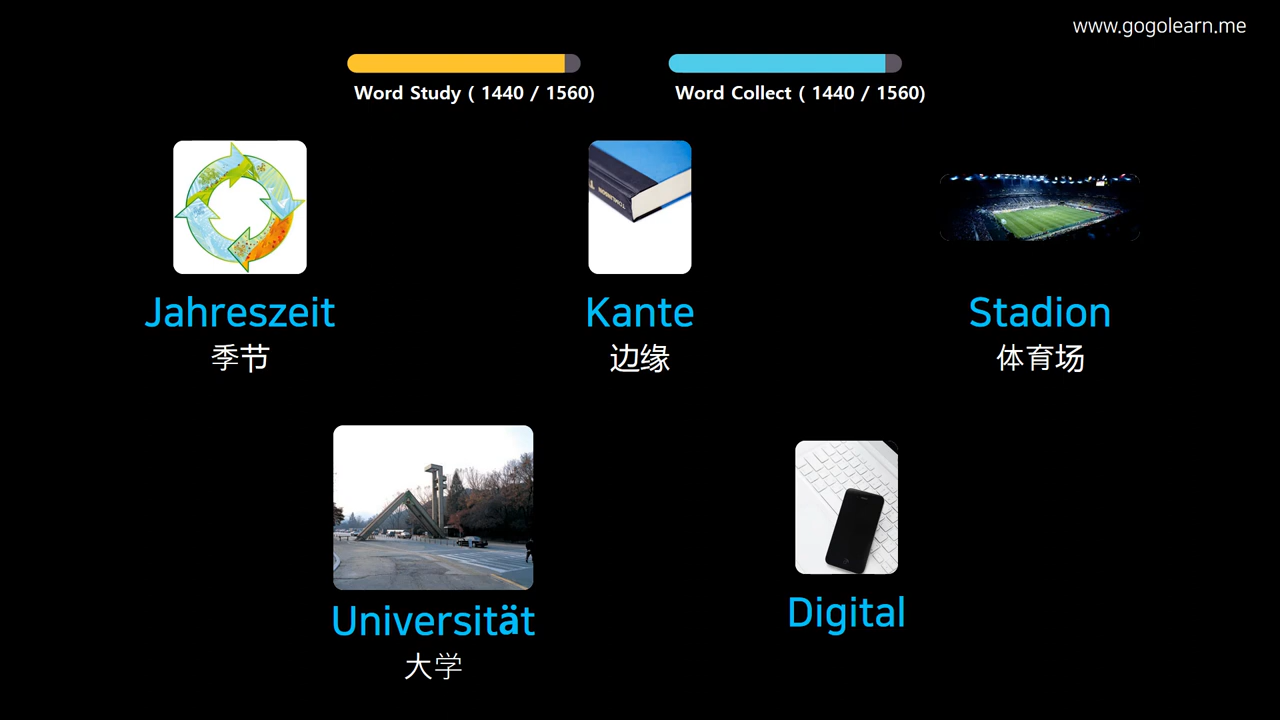 www.gogolearn.me
Word Study ( 1440 / 1560)
Word Collect ( 1440 / 1560)
Jahreszeit
季节
Kante
边缘
Stadion
体育场
Universität
大学
Digital